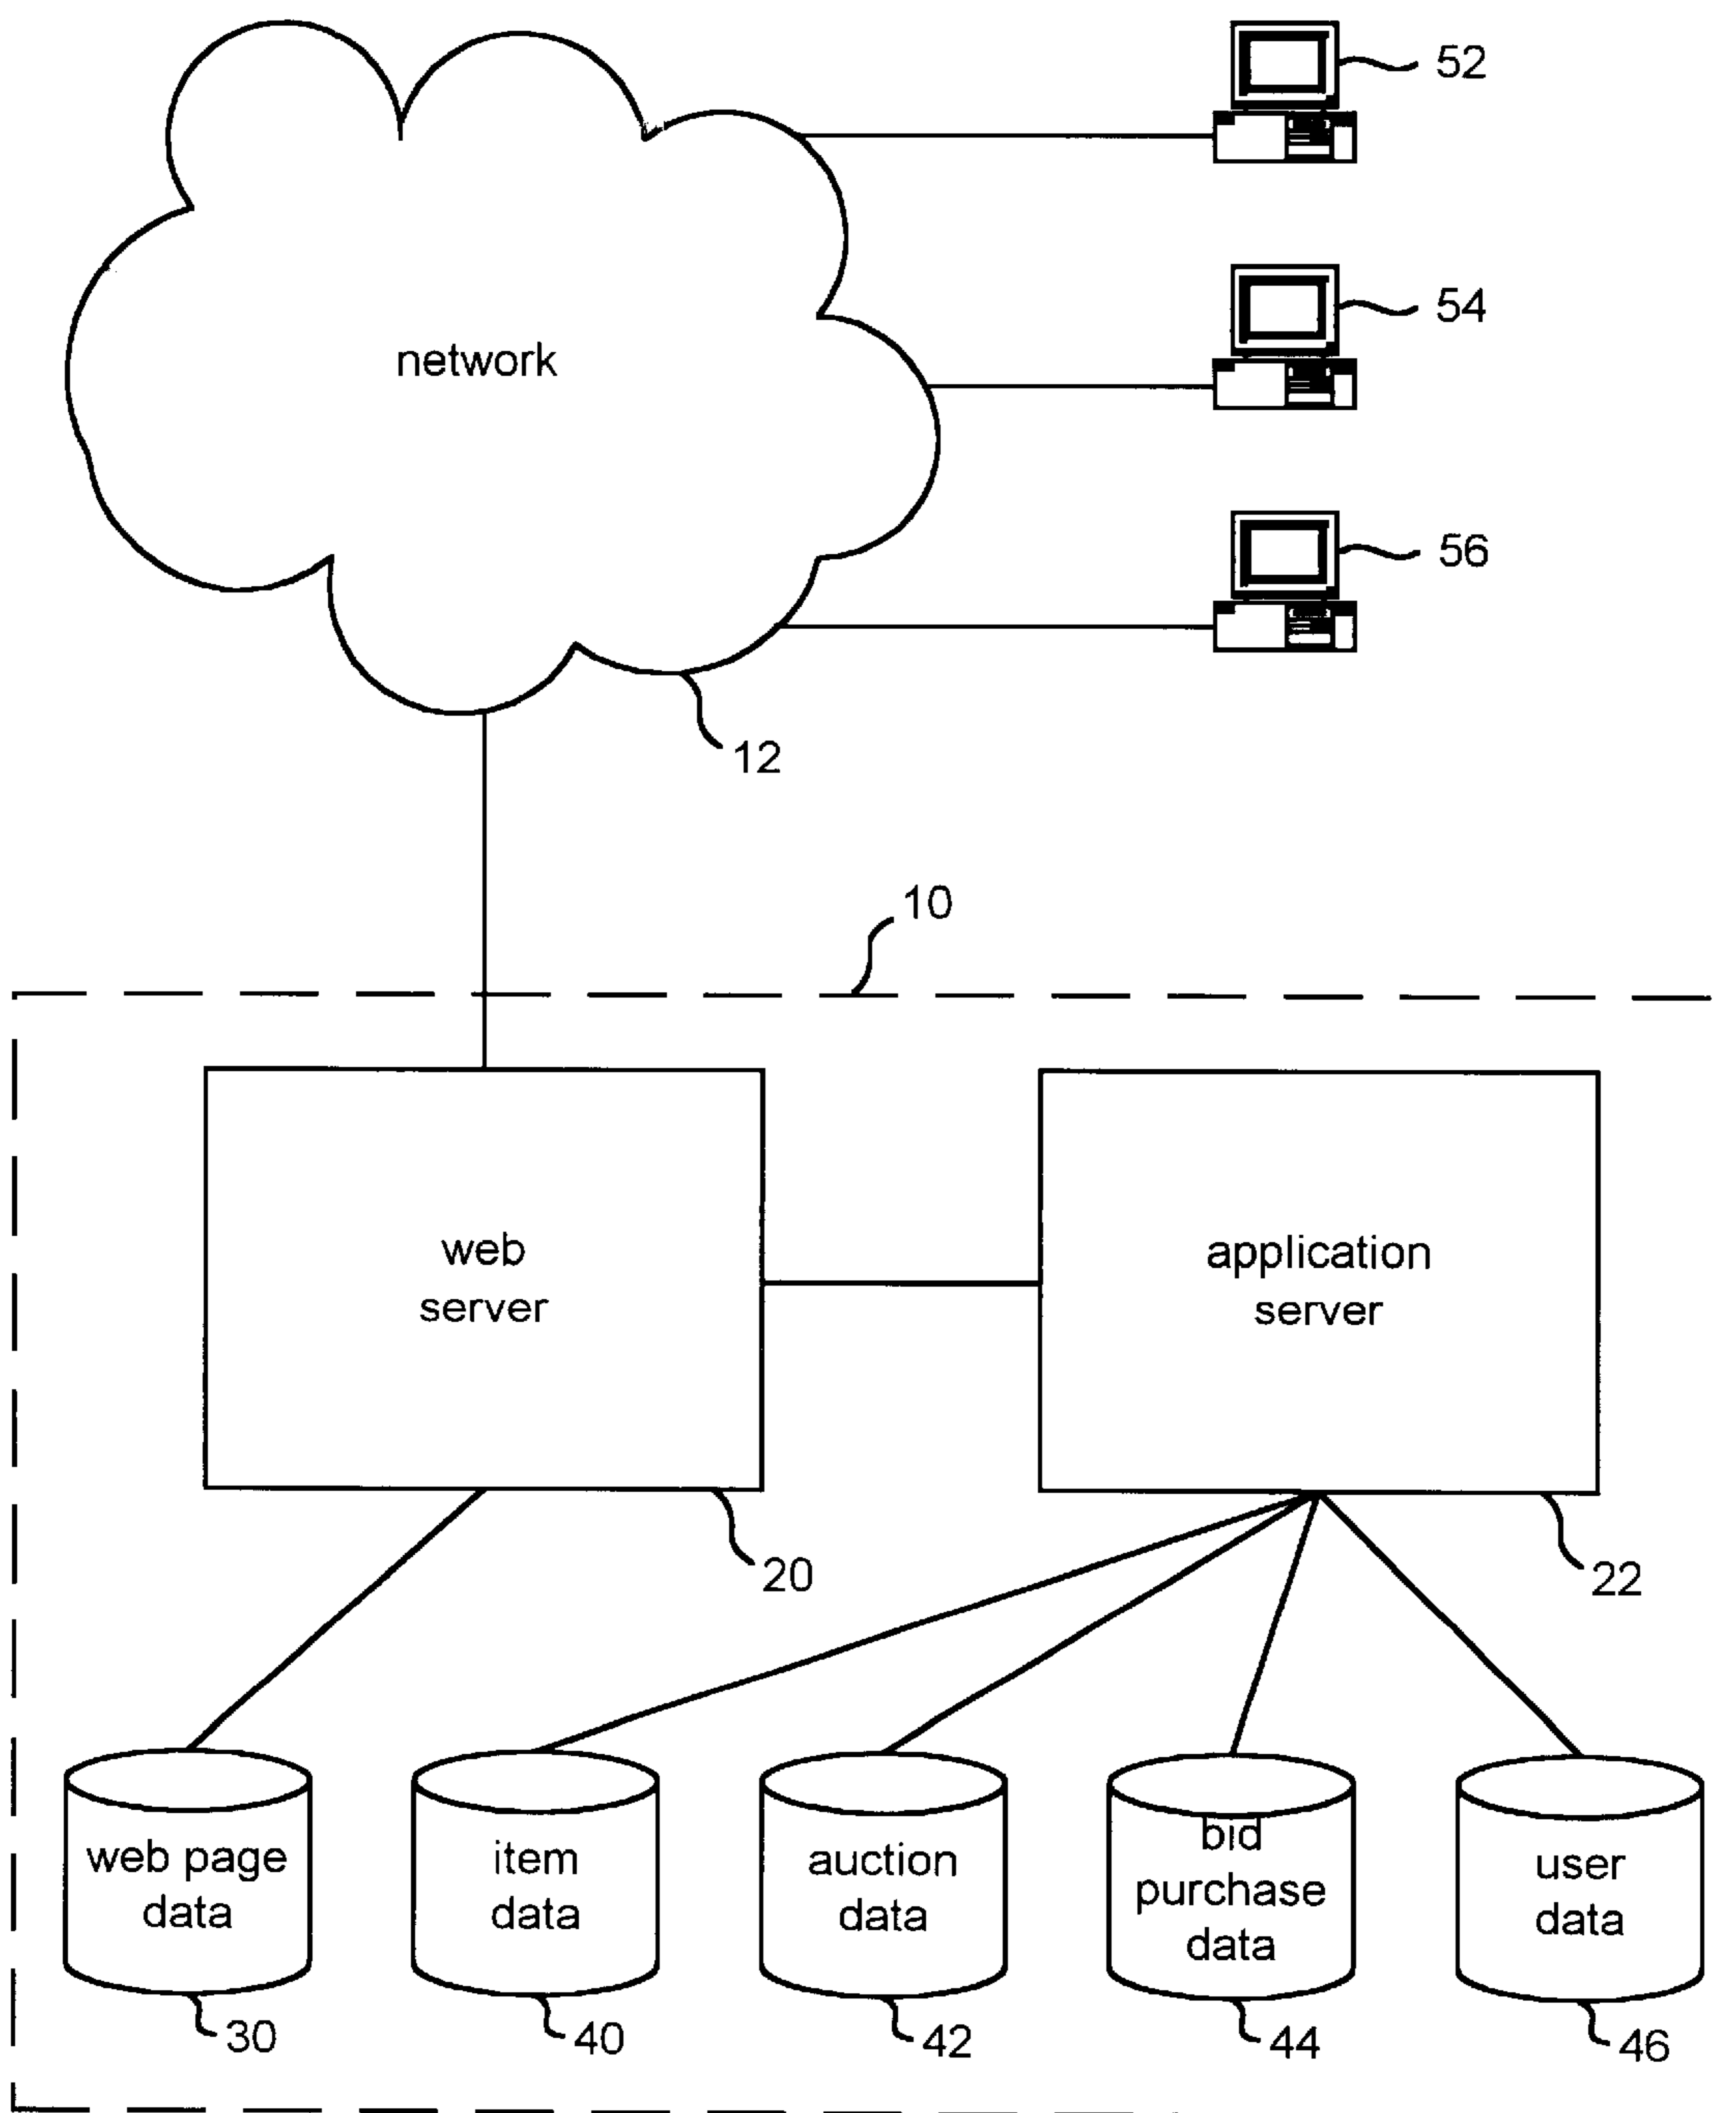 52
54
network
56
12
10
web
server
application
server
20
22
web page
data
item
data
auction
data
bid
purchase
data
user
data
30
40
42
44
46